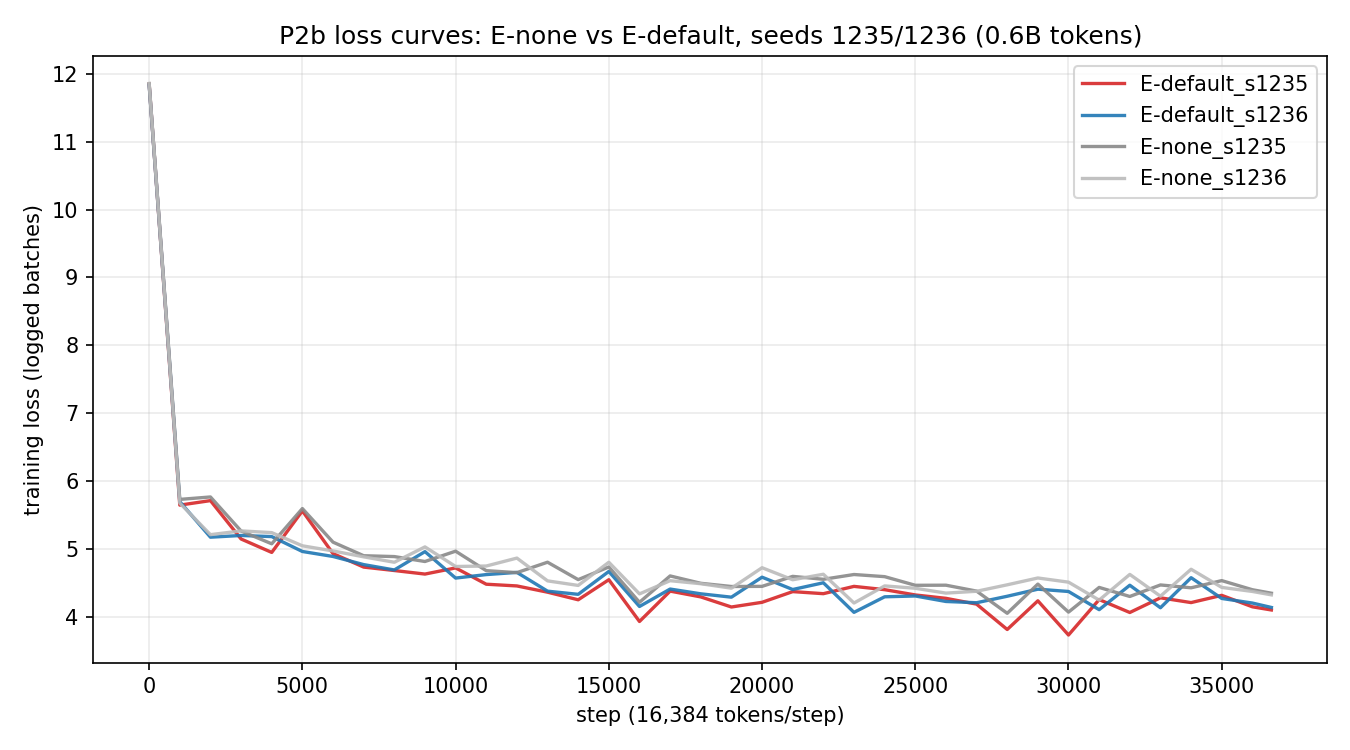 P2b loss curves: E-none vs E-default, seeds 1235/1236 (0.6B tokens)
E-default_s1235
E-default_s1236
E-none_s1235
E-none_s1236
training loss (logged batches)
12
11
10
9
8
7
6
5
4
0 5000 10000 15000 20000 25000 30000 35000
step (16,384 tokens/step)